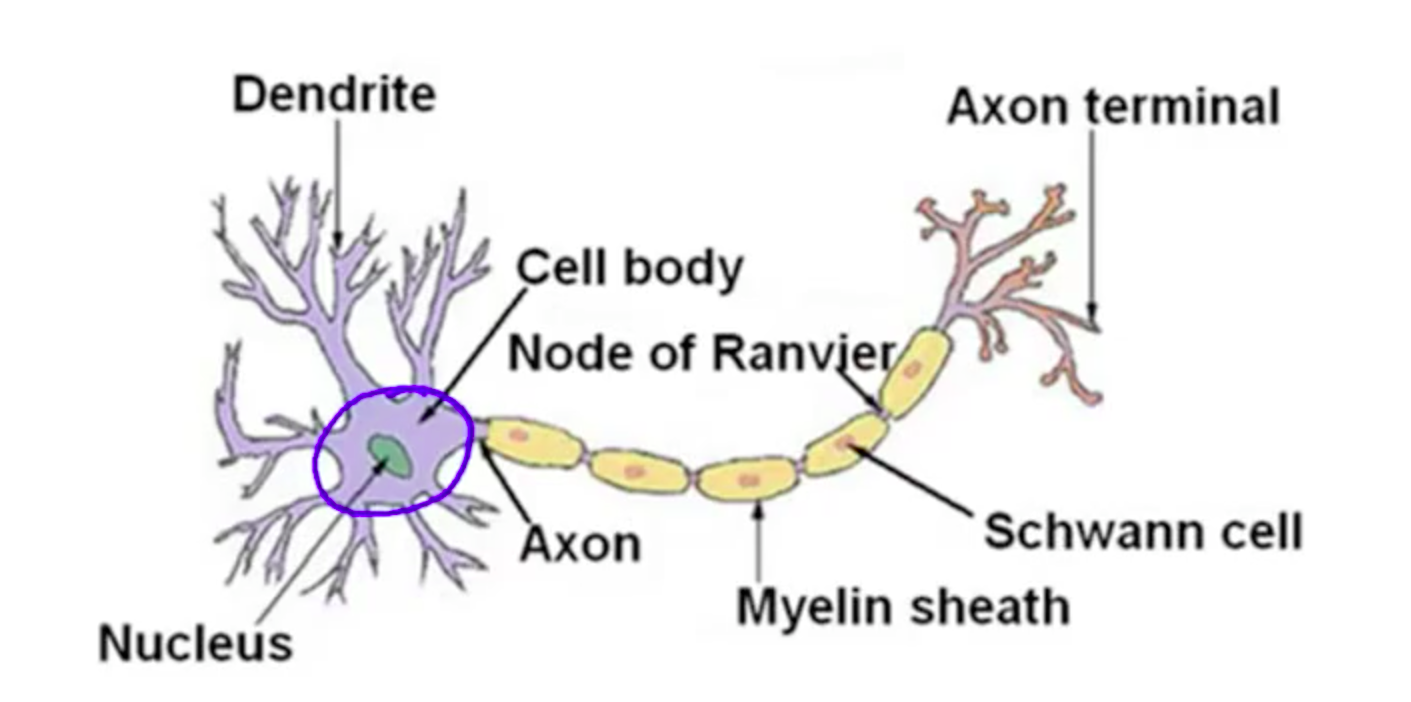 Dendrite
Axon terminal
Cell body
Node of Ranvier
Axon
Schwann cell
Myelin sheath
Nucleus